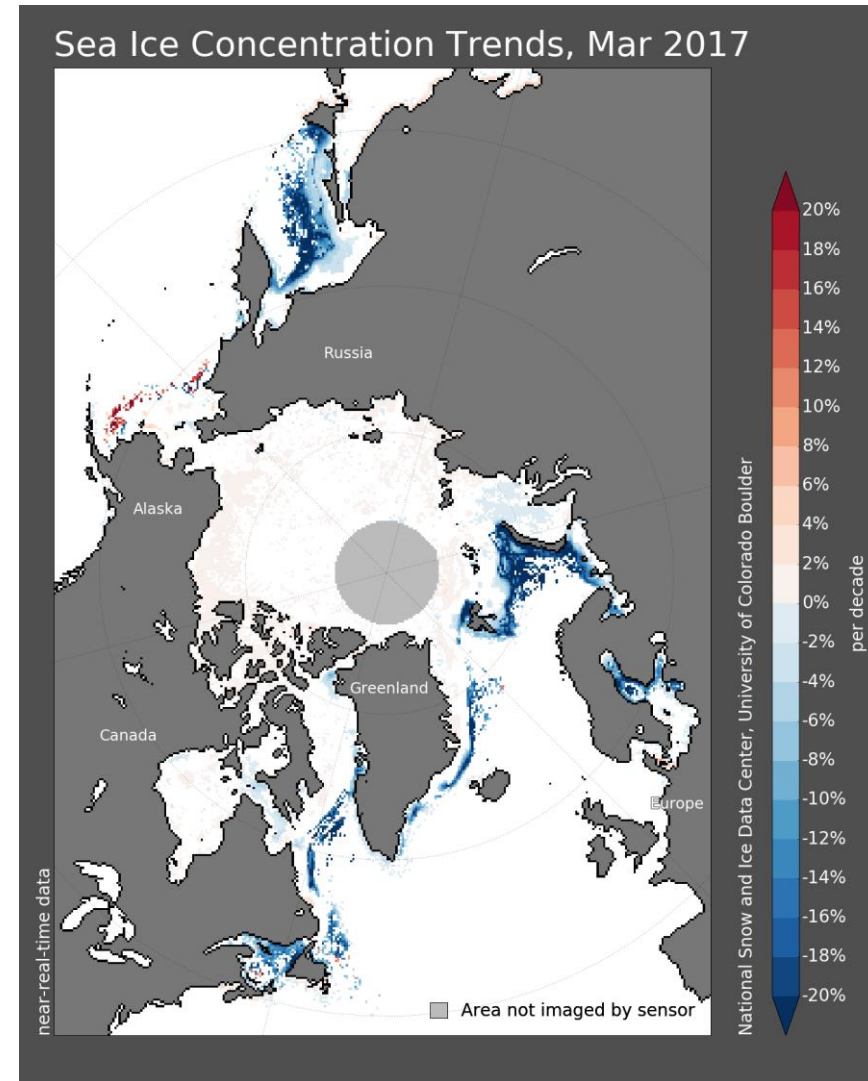 Sea Ice Concentration Trends, Mar 2017
Russia
Alaska
Greenland
Canada
Europe
near-real-time data
Area not imaged by sensor
National Snow and Ice Data Center, University of Colorado Boulder
20%
18%
16%
14%
12%
10%
8%
6%
4%
2%
0%
-2%
-4%
-6%
-8%
-10%
-12%
-14%
-16%
-18%
-20%
per decade